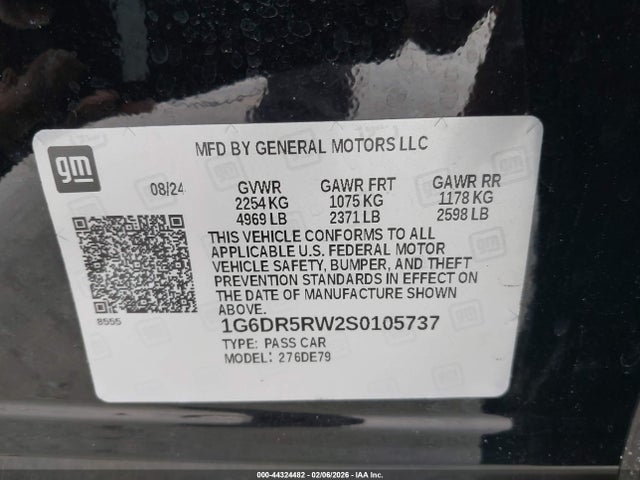 MFD BY GENERAL MOTORS LLC
gm
08/24
GVWR GAWR FRT GAWR RR
2254 KG 1075 KG 1178 KG
4969 LB 2371 LB 2598 LB
THIS VEHICLE CONFORMS TO ALL
APPLICABLE U.S. FEDERAL MOTOR
VEHICLE SAFETY, BUMPER, AND THEFT
PREVENTION STANDARDS IN EFFECT ON
THE DATE OF MANUFACTURE SHOWN
ABOVE.
8555
1G6DR5RW2S0105737
TYPE: PASS CAR
MODEL: 276DE79
000-44324482 - 02/06/2026 - IAA Inc.